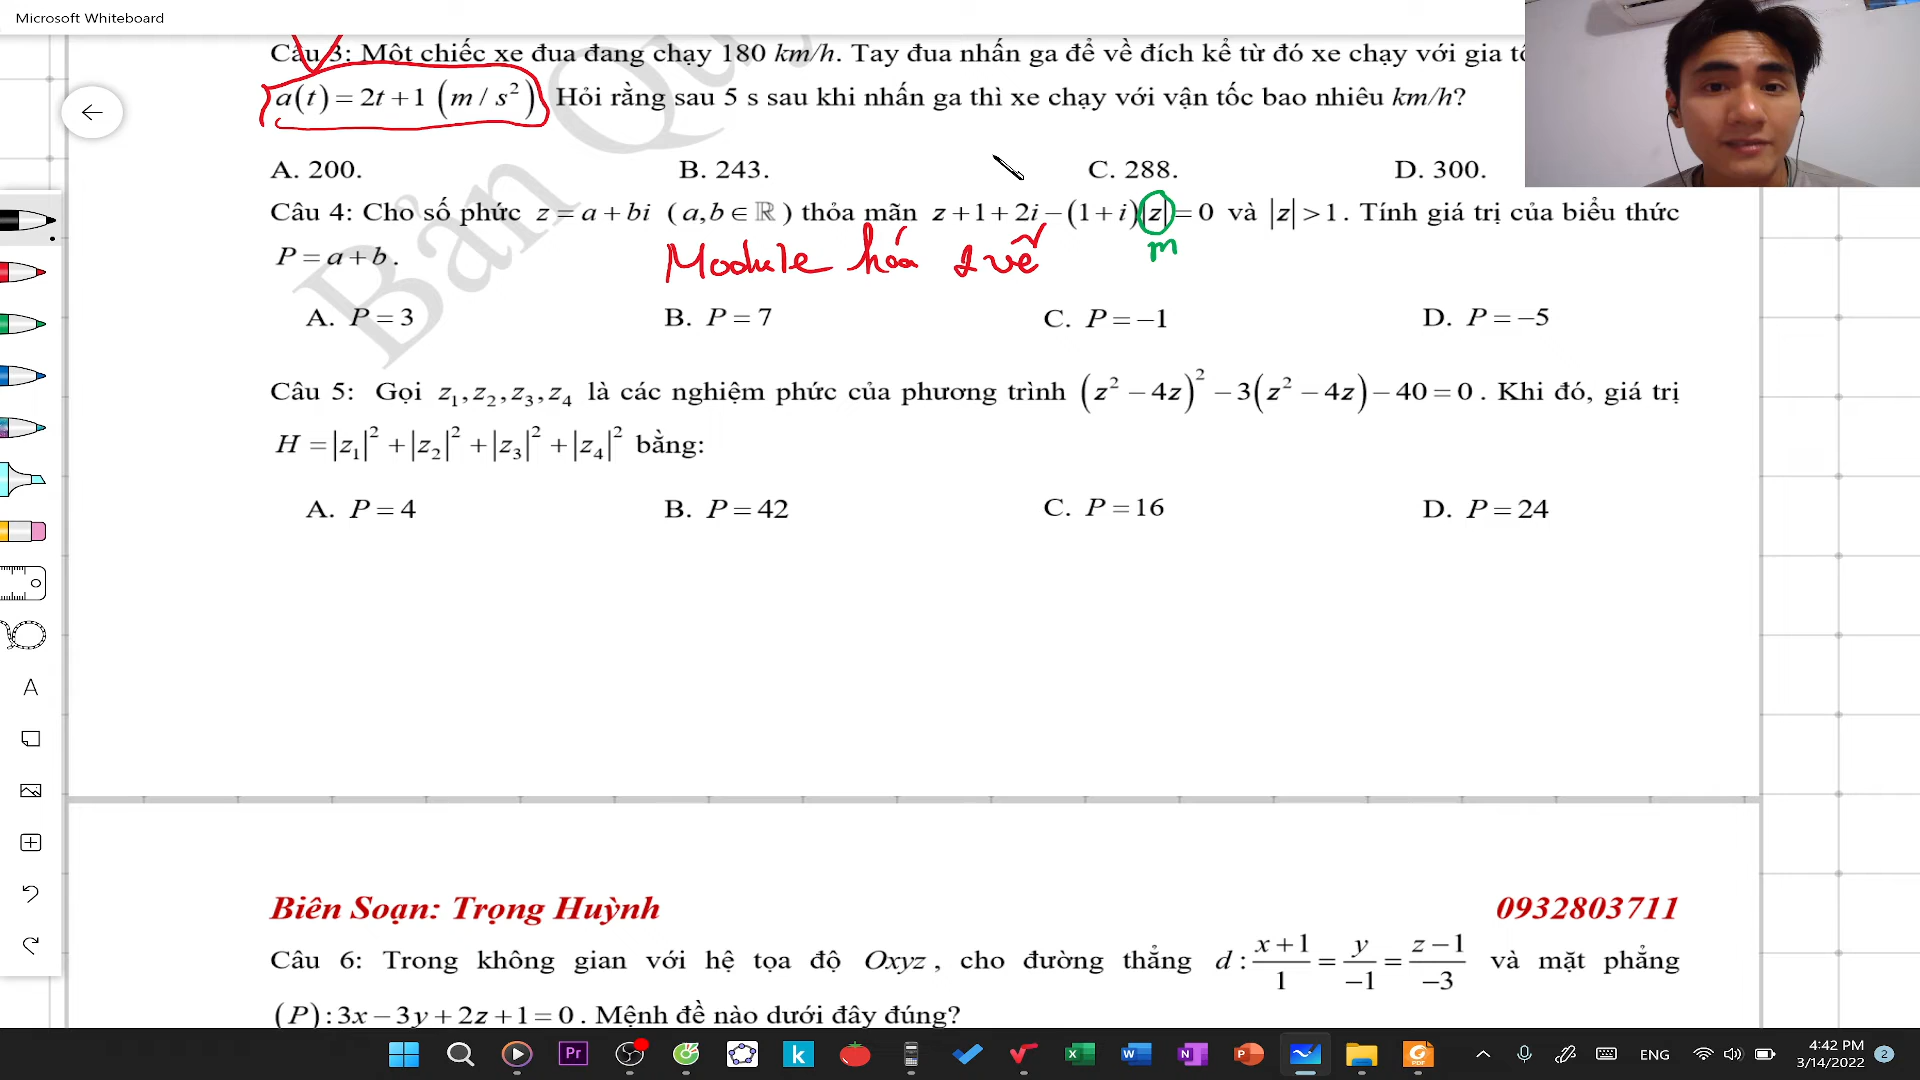 Microsoft Whiteboard
Câu 3: Một chiếc xe đua đang chạy 180 km/h. Tay đua nhấn ga để về đích kể từ đó xe chạy với gia tố
a(t) = 2t + 1 (m / s²). Hỏi rằng sau 5 s sau khi nhấn ga thì xe chạy với vận tốc bao nhiêu km/h?
A. 200. B. 243. C. 288. D. 300.
Câu 4: Cho số phức z = a + bi (a, b ∈ ℝ) thỏa mãn z + 1 + 2i − (1 + i)|z| = 0 và |z| > 1. Tính giá trị của biểu thức
m
P = a + b.
Module hóa 2 vế
A. P = 3 B. P = 7 C. P = −1 D. P = −5
Câu 5: Gọi z₁, z₂, z₃, z₄ là các nghiệm phức của phương trình (z² − 4z)² − 3(z² − 4z) − 40 = 0. Khi đó, giá trị
H = |z₁|² + |z₂|² + |z₃|² + |z₄|² bằng:
A. P = 4 B. P = 42 C. P = 16 D. P = 24
Biên Soạn: Trọng Huỳnh 0932803711
Câu 6: Trong không gian với hệ tọa độ Oxyz, cho đường thẳng d: (x+1)/1 = y/−1 = (z−1)/−3 và mặt phẳng
(P): 3x − 3y + 2z + 1 = 0. Mệnh đề nào dưới đây đúng?
ENG
4:42 PM
3/14/2022
2